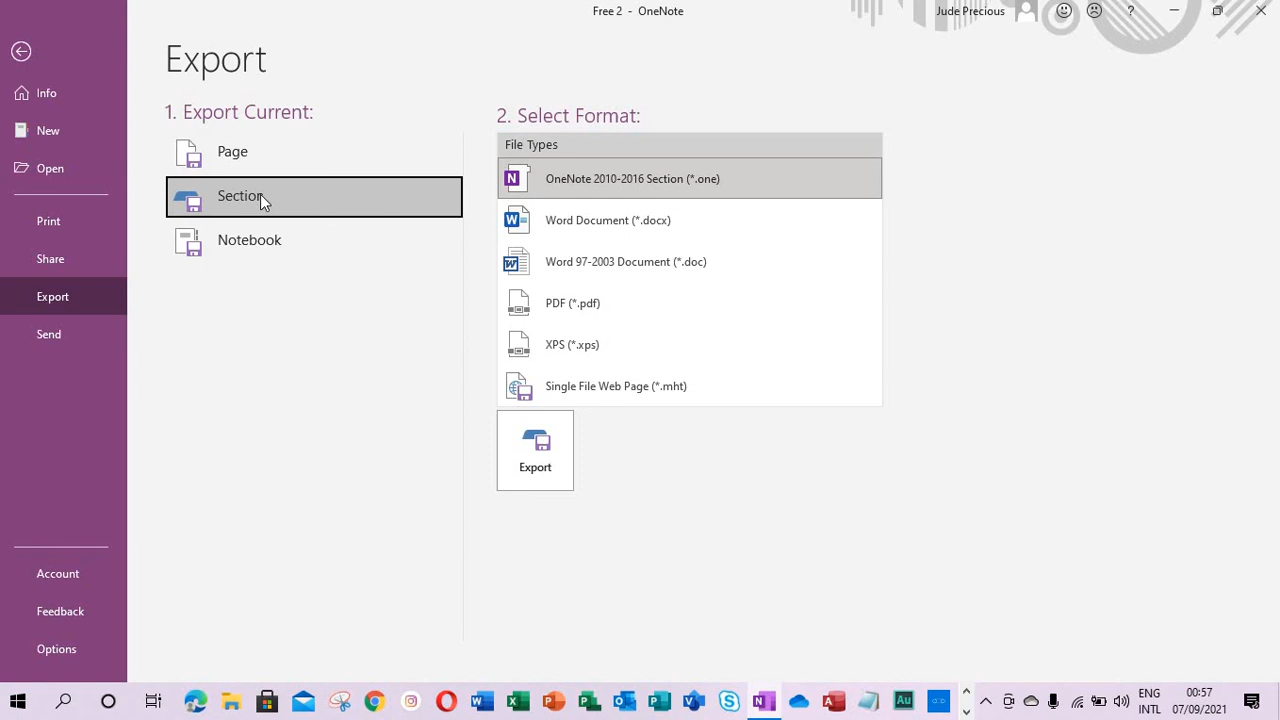 Free 2 - OneNote
Jude Precious
?
Export
Info
New
Open
Print
Share
Export
Send
Account
Feedback
Options
1. Export Current:
Page
Section
Notebook
2. Select Format:
File Types
OneNote 2010-2016 Section (*.one)
Word Document (*.docx)
Word 97-2003 Document (*.doc)
PDF (*.pdf)
XPS (*.xps)
Single File Web Page (*.mht)
Export
ENG
INTL
00:57
07/09/2021